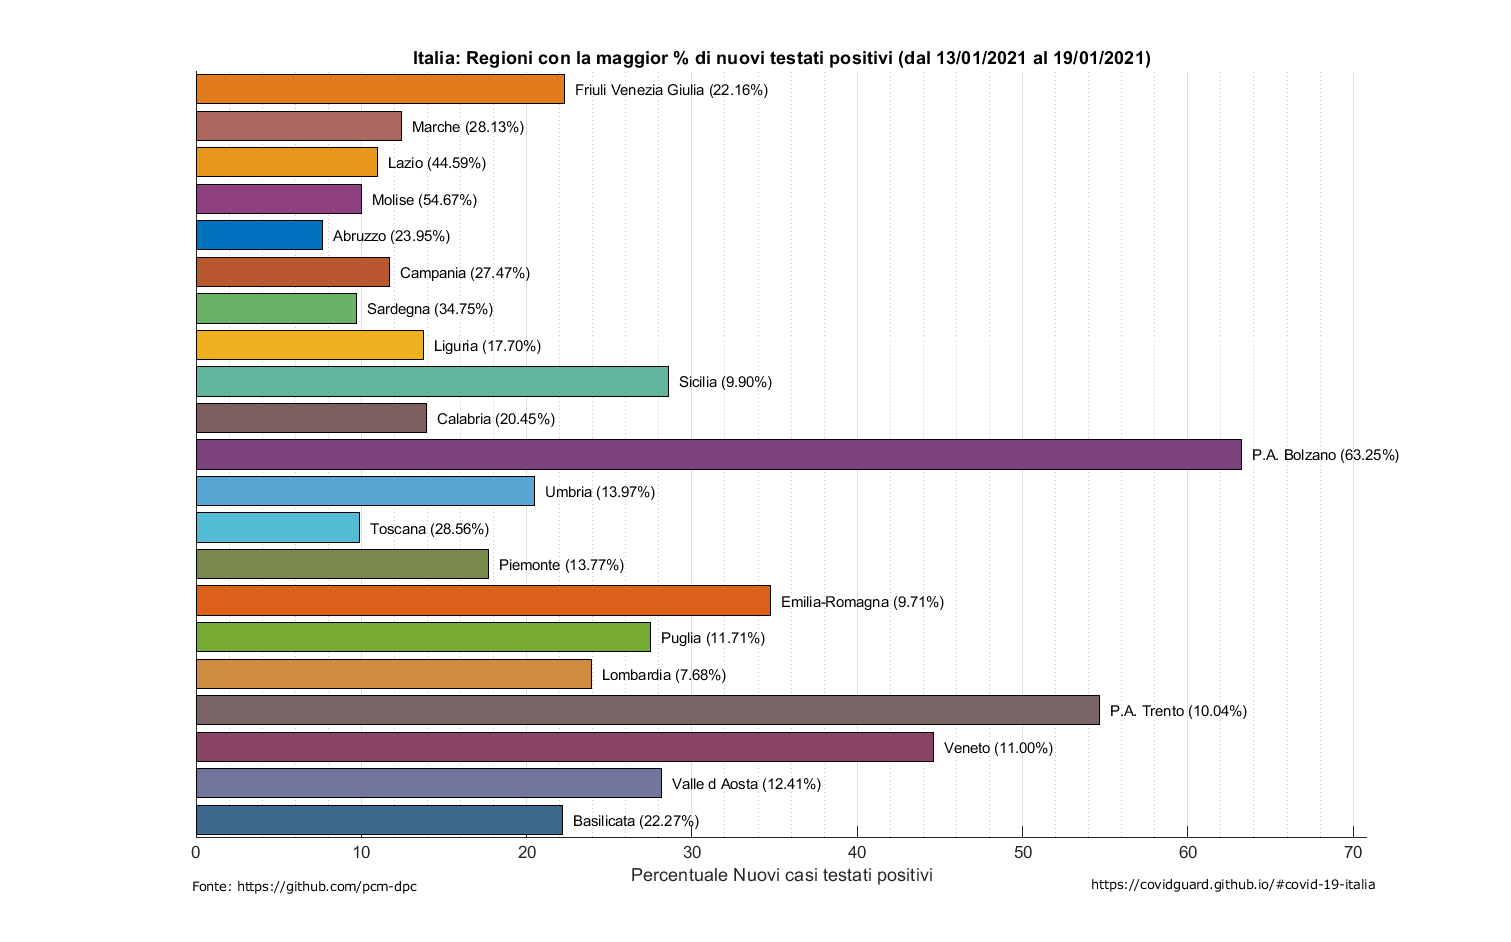 Italia: Regioni con la maggior % di nuovi testati positivi (dal 13/01/2021 al 19/01/2021)
Friuli Venezia Giulia (22.16%)
Marche (28.13%)
Lazio (44.59%)
Molise (54.67%)
Abruzzo (23.95%)
Campania (27.47%)
Sardegna (34.75%)
Liguria (17.70%)
Sicilia (9.90%)
Calabria (20.45%)
P.A. Bolzano (63.25%)
Umbria (13.97%)
Toscana (28.56%)
Piemonte (13.77%)
Emilia-Romagna (9.71%)
Puglia (11.71%)
Lombardia (7.68%)
P.A. Trento (10.04%)
Veneto (11.00%)
Valle d Aosta (12.41%)
Basilicata (22.27%)
0 10 20 30 40 50 60 70
Percentuale Nuovi casi testati positivi
Fonte: https://github.com/pcm-dpc
https://covidguard.github.io/#covid-19-italia